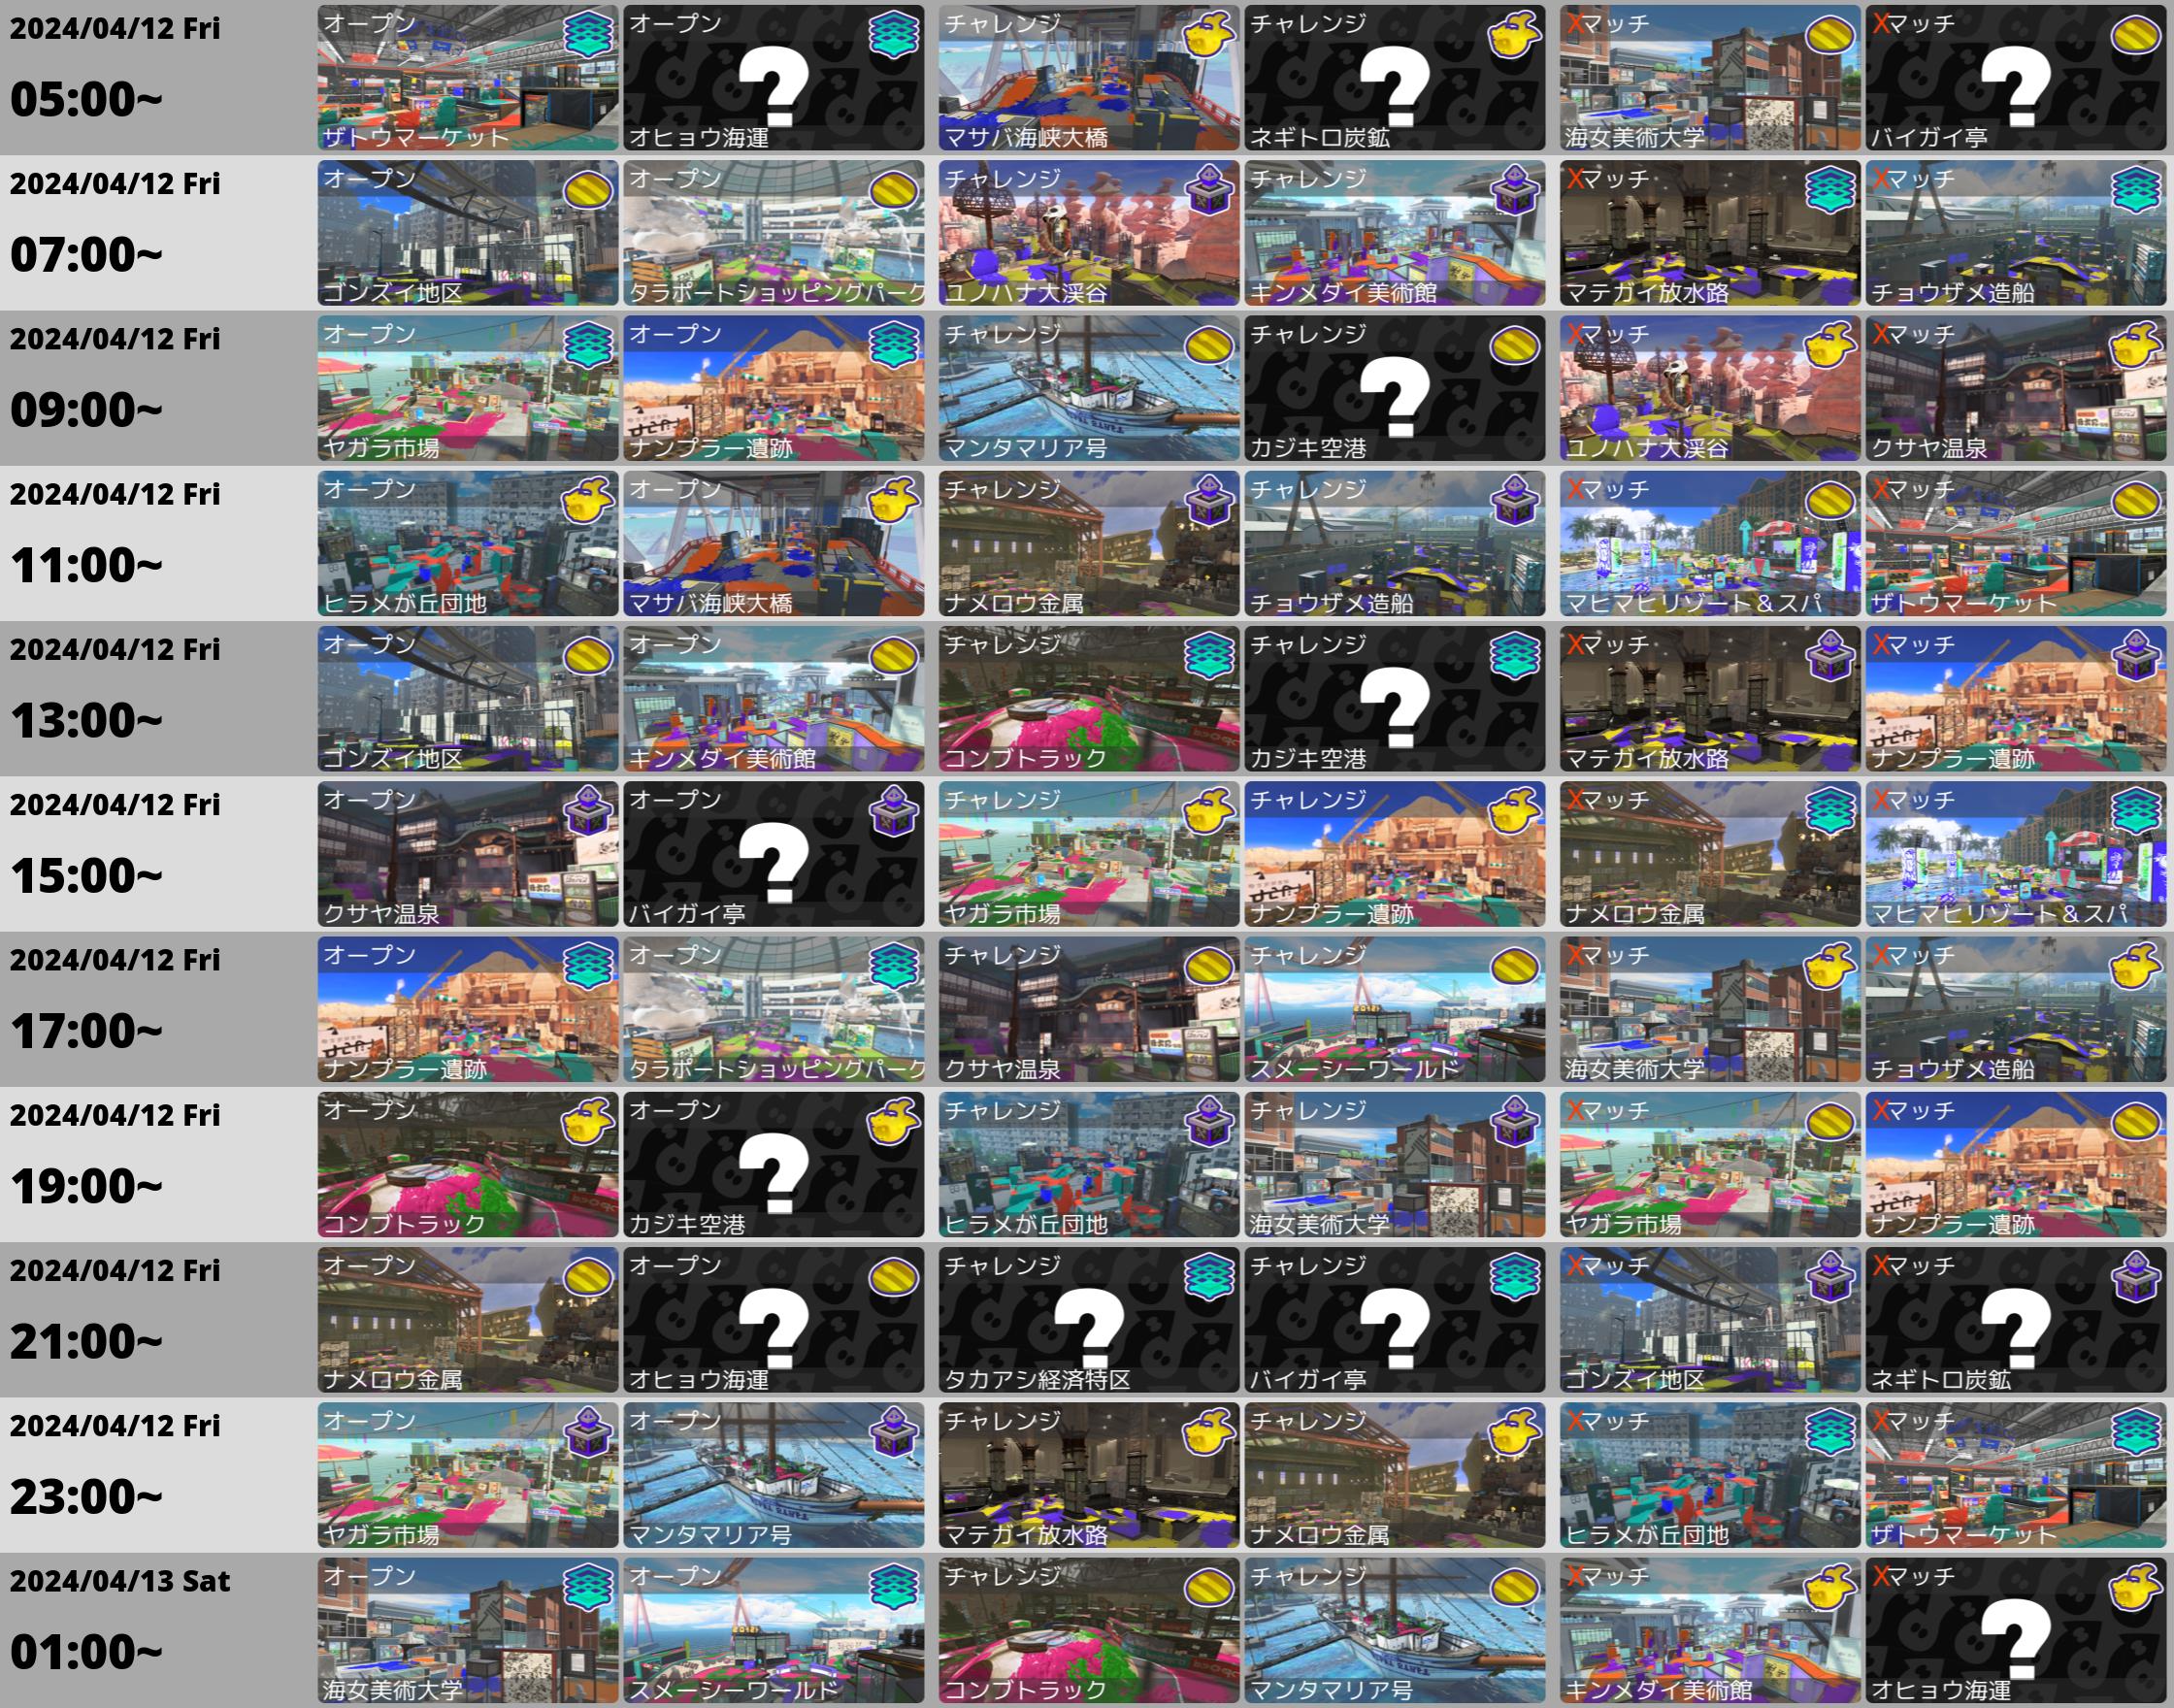 2024/04/12 Fri
05:00~
オープン
ザトウマーケット
オープン
オヒョウ海運
チャレンジ
マサバ海峡大橋
チャレンジ
ネギトロ炭鉱
Xマッチ
海女美術大学
Xマッチ
バイガイ亭
2024/04/12 Fri
07:00~
オープン
ゴンズイ地区
オープン
タラポートショッピングパーク
チャレンジ
ユノハナ大渓谷
チャレンジ
キンメダイ美術館
Xマッチ
マテガイ放水路
Xマッチ
チョウザメ造船
2024/04/12 Fri
09:00~
オープン
ヤガラ市場
オープン
ナンプラー遺跡
チャレンジ
マンタマリア号
チャレンジ
カジキ空港
Xマッチ
ユノハナ大渓谷
Xマッチ
クサヤ温泉
2024/04/12 Fri
11:00~
オープン
ヒラメが丘団地
オープン
マサバ海峡大橋
チャレンジ
ナメロウ金属
チャレンジ
チョウザメ造船
Xマッチ
マヒマヒリゾート&スパ
Xマッチ
ザトウマーケット
2024/04/12 Fri
13:00~
オープン
ゴンズイ地区
オープン
キンメダイ美術館
チャレンジ
コンブトラック
チャレンジ
カジキ空港
Xマッチ
マテガイ放水路
Xマッチ
ナンプラー遺跡
2024/04/12 Fri
15:00~
オープン
クサヤ温泉
オープン
バイガイ亭
チャレンジ
ヤガラ市場
チャレンジ
ナンプラー遺跡
Xマッチ
ナメロウ金属
Xマッチ
マヒマヒリゾート&スパ
2024/04/12 Fri
17:00~
オープン
ナンプラー遺跡
オープン
タラポートショッピングパーク
チャレンジ
クサヤ温泉
チャレンジ
スメーシーワールド
Xマッチ
海女美術大学
Xマッチ
チョウザメ造船
2024/04/12 Fri
19:00~
オープン
コンブトラック
オープン
カジキ空港
チャレンジ
ヒラメが丘団地
チャレンジ
海女美術大学
Xマッチ
ヤガラ市場
Xマッチ
ナンプラー遺跡
2024/04/12 Fri
21:00~
オープン
ナメロウ金属
オープン
オヒョウ海運
チャレンジ
タカアシ経済特区
チャレンジ
バイガイ亭
Xマッチ
ゴンズイ地区
Xマッチ
ネギトロ炭鉱
2024/04/12 Fri
23:00~
オープン
ヤガラ市場
オープン
マンタマリア号
チャレンジ
マテガイ放水路
チャレンジ
ナメロウ金属
Xマッチ
ヒラメが丘団地
Xマッチ
ザトウマーケット
2024/04/13 Sat
01:00~
オープン
海女美術大学
オープン
スメーシーワールド
チャレンジ
コンブトラック
チャレンジ
マンタマリア号
Xマッチ
キンメダイ美術館
Xマッチ
オヒョウ海運